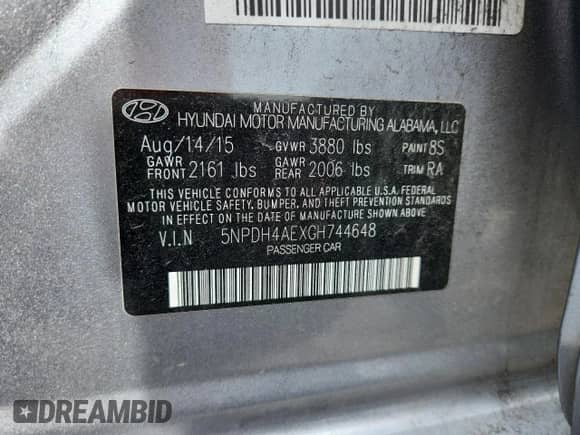 MANUFACTURED BY
HYUNDAI MOTOR MANUFACTURING ALABAMA, LLC
Aug/14/15 GVWR 3880 lbs PAINT 8S
GAWR FRONT 2161 lbs GAWR REAR 2006 lbs TRIM RA
THIS VEHICLE CONFORMS TO ALL APPLICABLE U.S.A. FEDERAL
MOTOR VEHICLE SAFETY, BUMPER, AND THEFT PREVENTION STANDARDS
IN EFFECT ON THE DATE OF MANUFACTURE SHOWN ABOVE.
V.I.N 5NPDH4AEXGH744648
PASSENGER CAR
DREAMBID